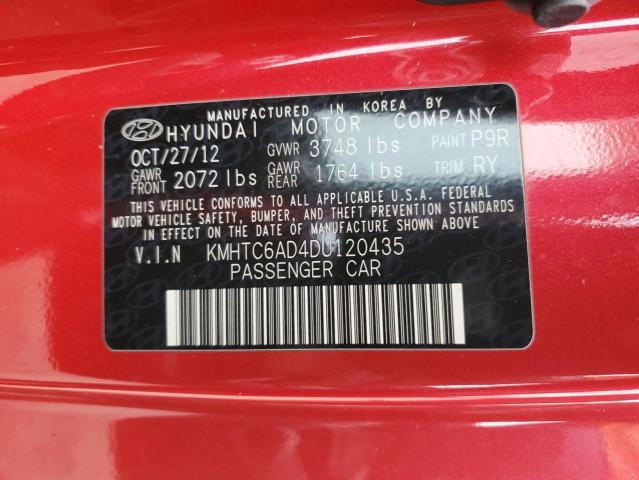 MANUFACTURED IN KOREA BY
HYUNDAI MOTOR COMPANY
OCT/27/12 GVWR 3748 lbs PAINT P9R
GAWR FRONT 2072 lbs GAWR REAR 1764 lbs TRIM RY
THIS VEHICLE CONFORMS TO ALL APPLICABLE U.S.A. FEDERAL
MOTOR VEHICLE SAFETY, BUMPER, AND THEFT PREVENTION STANDARDS
IN EFFECT ON THE DATE OF MANUFACTURE SHOWN ABOVE.
V.I.N KMHTC6AD4DU120435
PASSENGER CAR